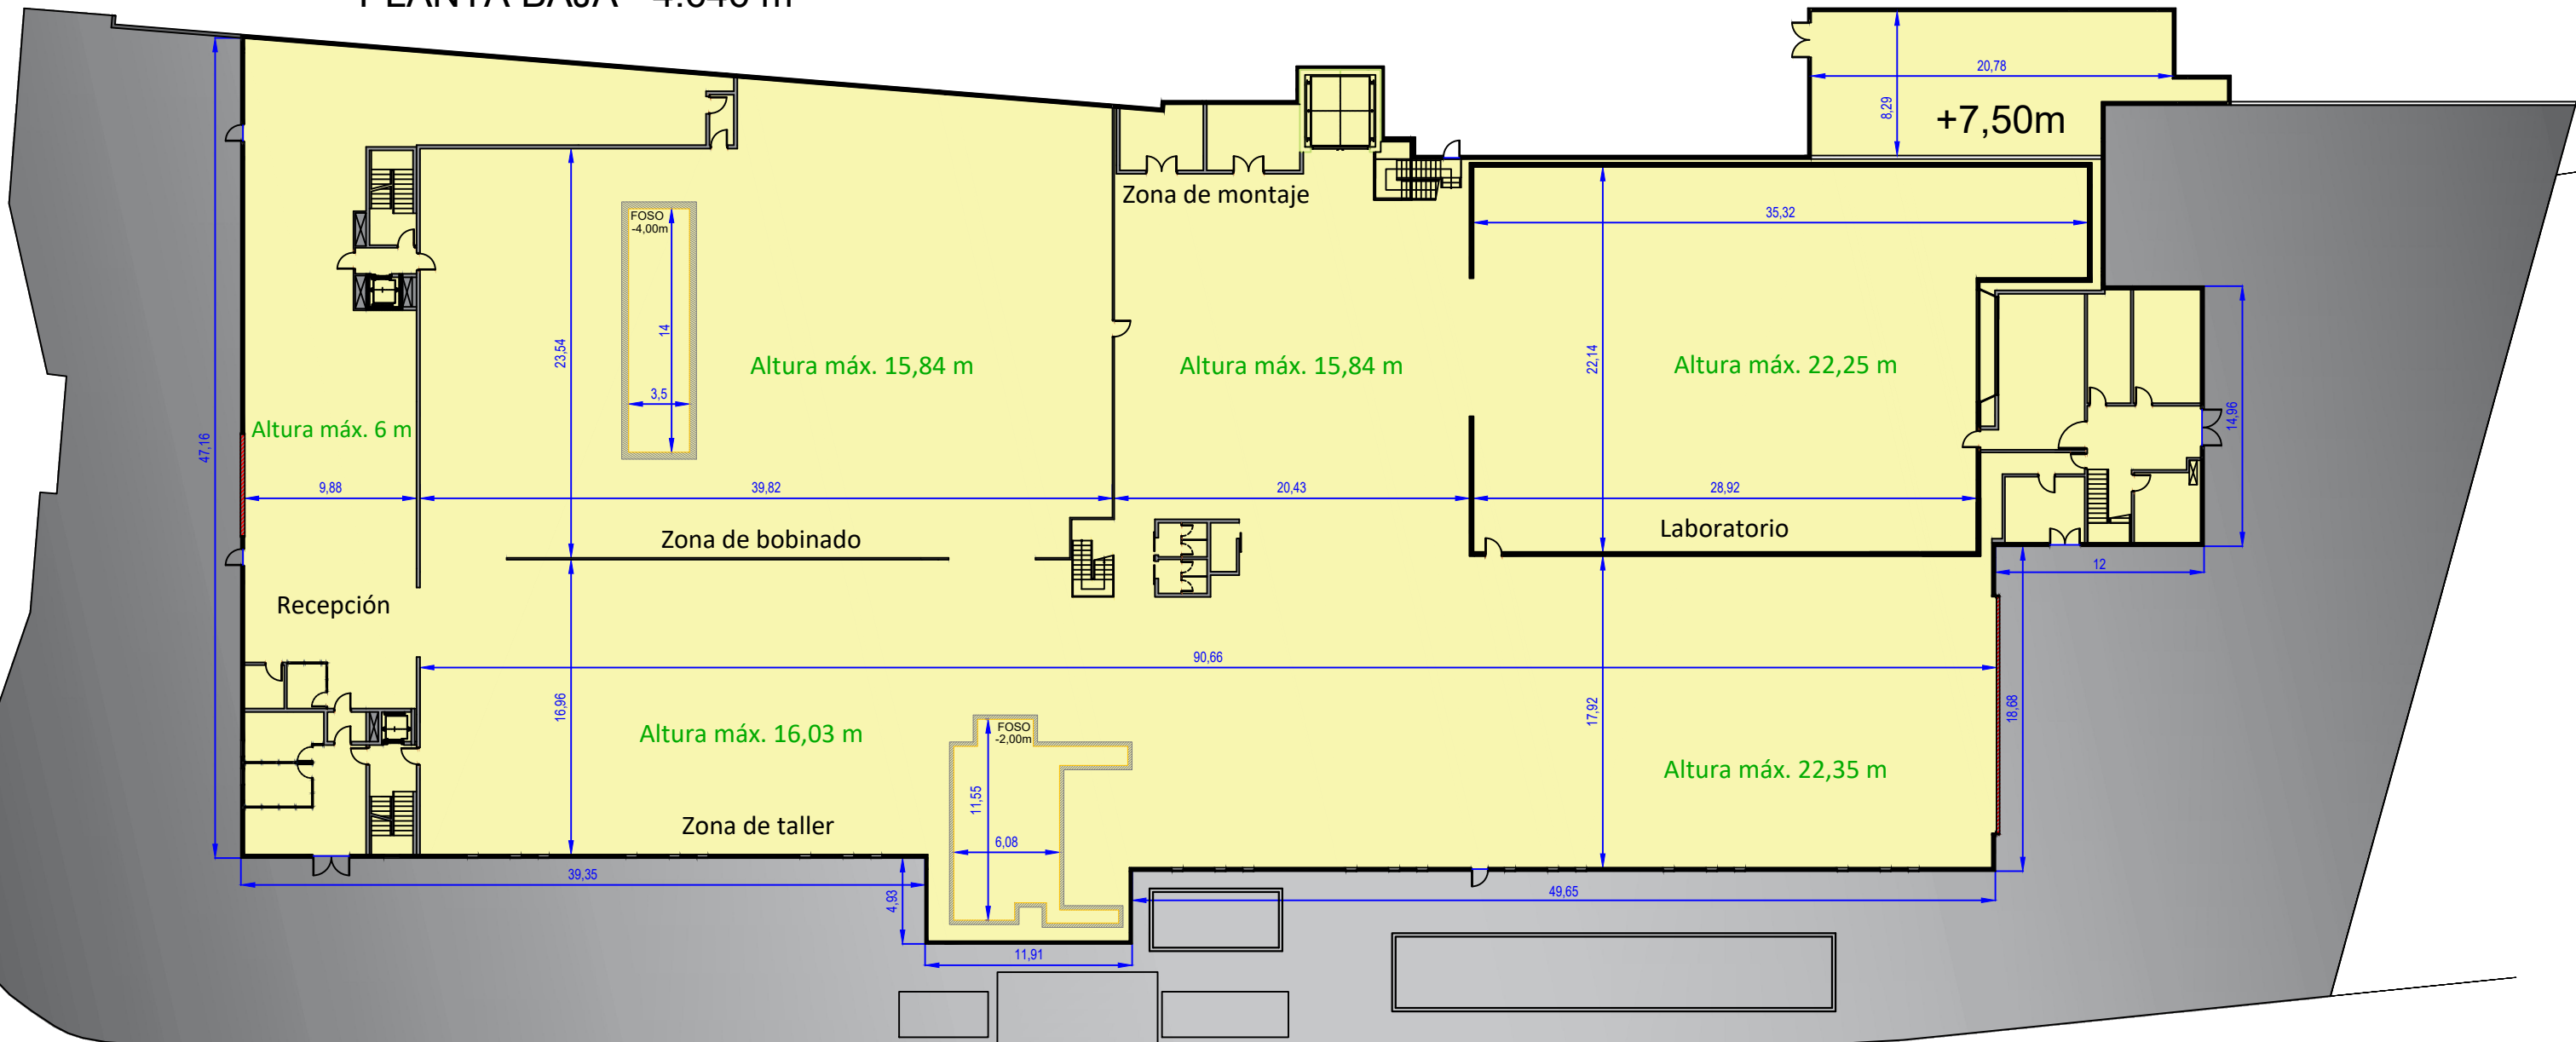 20,78
8,29
+7,50m
Zona de montaje
FOSO
-4,00m
35,32
14
23,54
22,14
Altura máx. 15,84 m
Altura máx. 15,84 m
Altura máx. 22,25 m
3,5
Altura máx. 6 m
47,16
14,96
9,88
39,82
20,43
28,92
Zona de bobinado
Laboratorio
12
Recepción
90,66
16,96
17,92
18,68
FOSO
-2,00m
Altura máx. 16,03 m
Altura máx. 22,35 m
11,55
Zona de taller
6,08
39,35
4,93
49,65
11,91